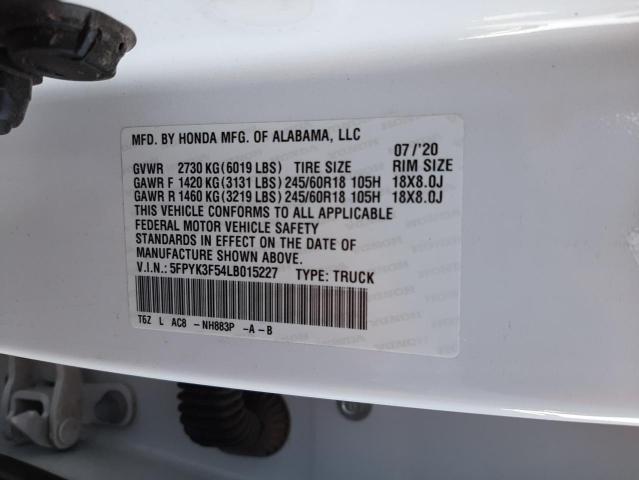 MFD. BY HONDA MFG. OF ALABAMA, LLC 07/'20
GVWR 2730 KG(6019 LBS) TIRE SIZE RIM SIZE
GAWR F 1420 KG(3131 LBS) 245/60R18 105H 18X8.0J
GAWR R 1460 KG(3219 LBS) 245/60R18 105H 18X8.0J
THIS VEHICLE CONFORMS TO ALL APPLICABLE
FEDERAL MOTOR VEHICLE SAFETY
STANDARDS IN EFFECT ON THE DATE OF
MANUFACTURE SHOWN ABOVE.
V.I.N.: 5FPYK3F54LB015227 TYPE: TRUCK
T6Z L AC8 - NH883P -A-B